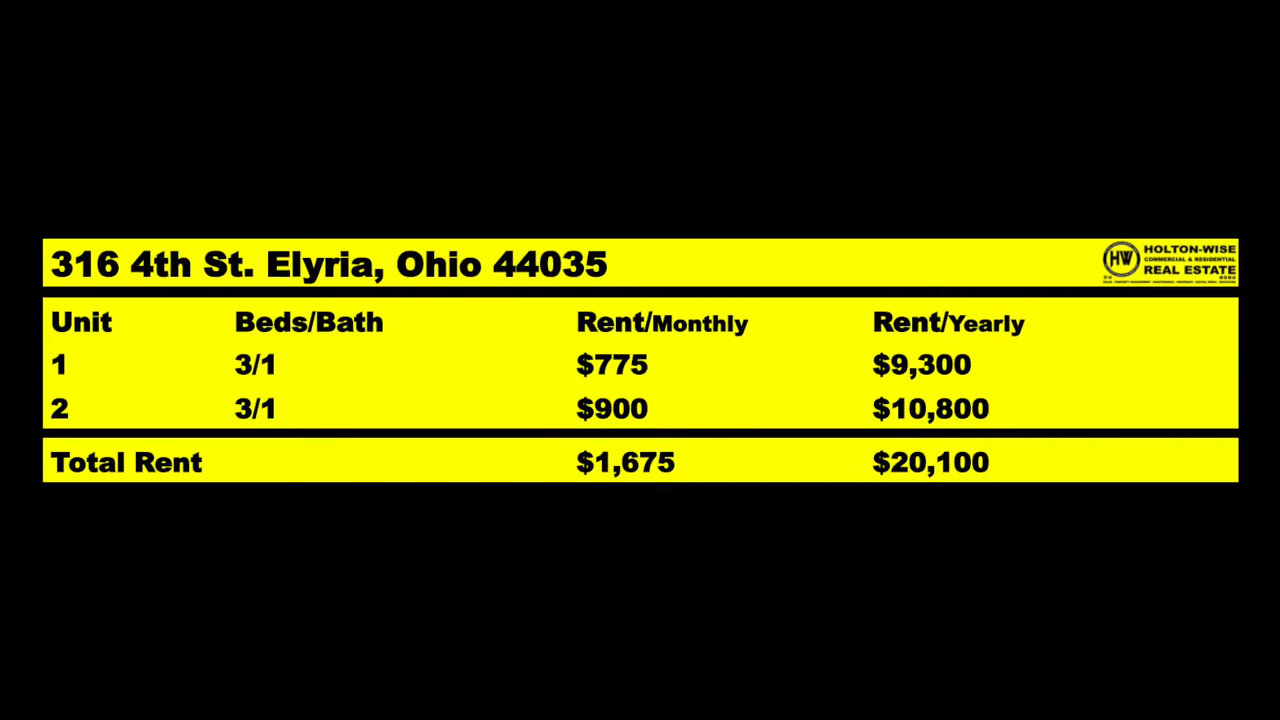 316 4th St. Elyria, Ohio 44035
HW
HOLTON-WISE
COMMERCIAL & RESIDENTIAL
REAL ESTATE
Unit Beds/Bath Rent/Monthly Rent/Yearly
1 3/1 $775 $9,300
2 3/1 $900 $10,800
Total Rent $1,675 $20,100